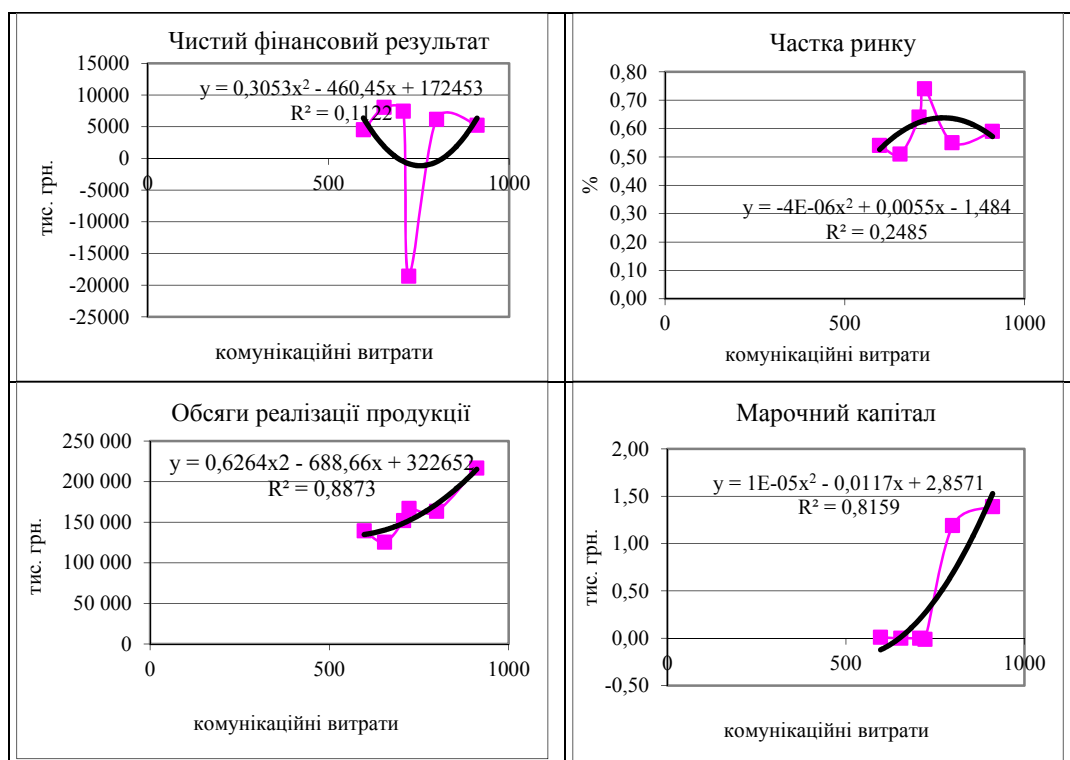 Чистий фінансовий результат
y = 0,3053x² - 460,45x + 172453
R² = 0,1122
15000
10000
5000
0
-5000
-10000
-15000
-20000
-25000
0
500
1000
тис. грн.
комунікаційні витрати
Частка ринку
0,80
0,70
0,60
0,50
0,40
0,30
0,20
0,10
0,00
y = -4E-06x² + 0,0055x - 1,484
R² = 0,2485
0
500
1000
%
комунікаційні витрати
Обсяги реалізації продукції
y = 0,6264x2 - 688,66x + 322652
R² = 0,8873
250 000
200 000
150 000
100 000
50 000
0
0
500
1000
тис. грн.
комунікаційні витрати
Марочний капітал
y = 1E-05x² - 0,0117x + 2,8571
R² = 0,8159
2,00
1,50
1,00
0,50
0,00
-0,50
0
500
1000
тис. грн.
комунікаційні витрати